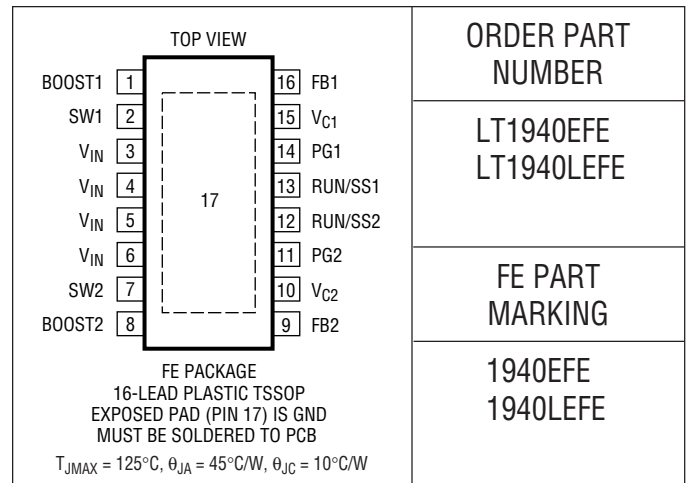 TOP VIEW
BOOST1 1
SW1 2
VIN 3
VIN 4
VIN 5
VIN 6
SW2 7
BOOST2 8
17
16 FB1
15 VC1
14 PG1
13 RUN/SS1
12 RUN/SS2
11 PG2
10 VC2
9 FB2
FE PACKAGE
16-LEAD PLASTIC TSSOP
EXPOSED PAD (PIN 17) IS GND
MUST BE SOLDERED TO PCB
TJMAX = 125°C, θJA = 45°C/W, θJC = 10°C/W
ORDER PART
NUMBER
LT1940EFE
LT1940LEFE
FE PART
MARKING
1940EFE
1940LEFE